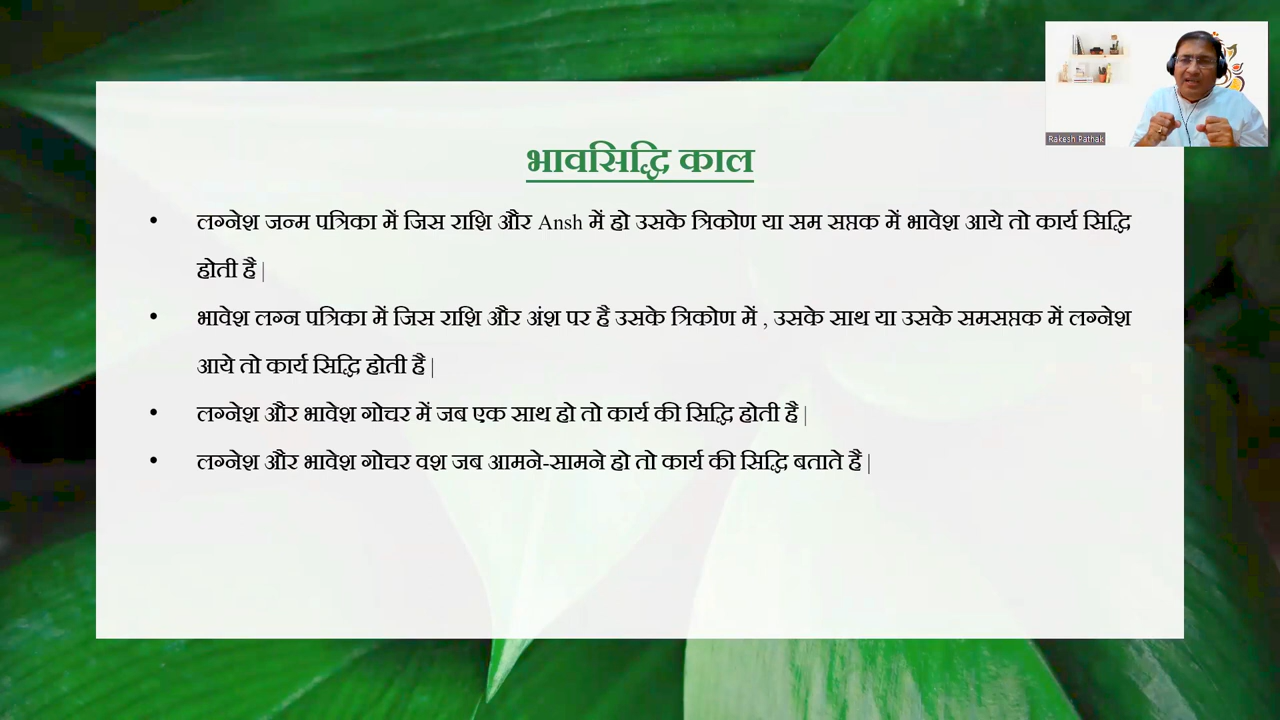 Rakesh Pathak
भावसिद्धि काल
• लग्नेश जन्म पत्रिका में जिस राशि और Ansh में हो उसके त्रिकोण या सम सप्तक में भावेश आये तो कार्य सिद्धि
होती है |
• भावेश लग्न पत्रिका में जिस राशि और अंश पर है उसके त्रिकोण में , उसके साथ या उसके समसप्तक में लग्नेश
आये तो कार्य सिद्धि होती है |
• लग्नेश और भावेश गोचर में जब एक साथ हो तो कार्य की सिद्धि होती है |
• लग्नेश और भावेश गोचर वश जब आमने-सामने हो तो कार्य की सिद्धि बताते है |